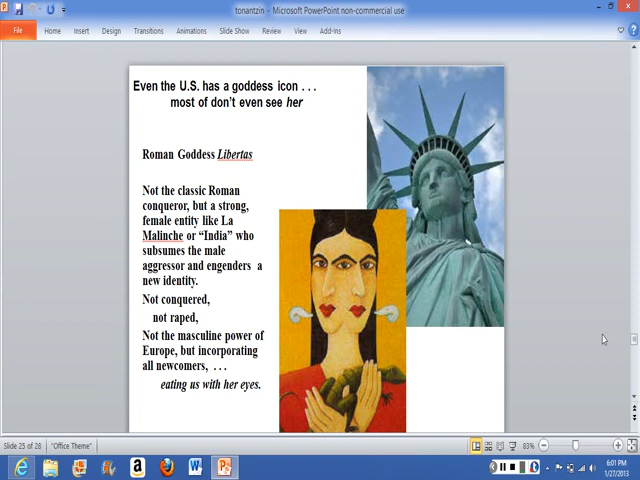 tonantzin - Microsoft PowerPoint non-commercial use
File Home Insert Design Transitions Animations Slide Show Review View Add-Ins
Even the U.S. has a goddess icon . . .
most of don't even see her
Roman Goddess Libertas
Not the classic Roman
conqueror, but a strong,
female entity like La
Malinche or “India” who
subsumes the male
aggressor and engenders a
new identity.
Not conquered,
not raped,
Not the masculine power of
Europe, but incorporating
all newcomers, . . .
eating us with her eyes.
Slide 25 of 28 "Office Theme" 83%
6:01 PM
1/27/2013